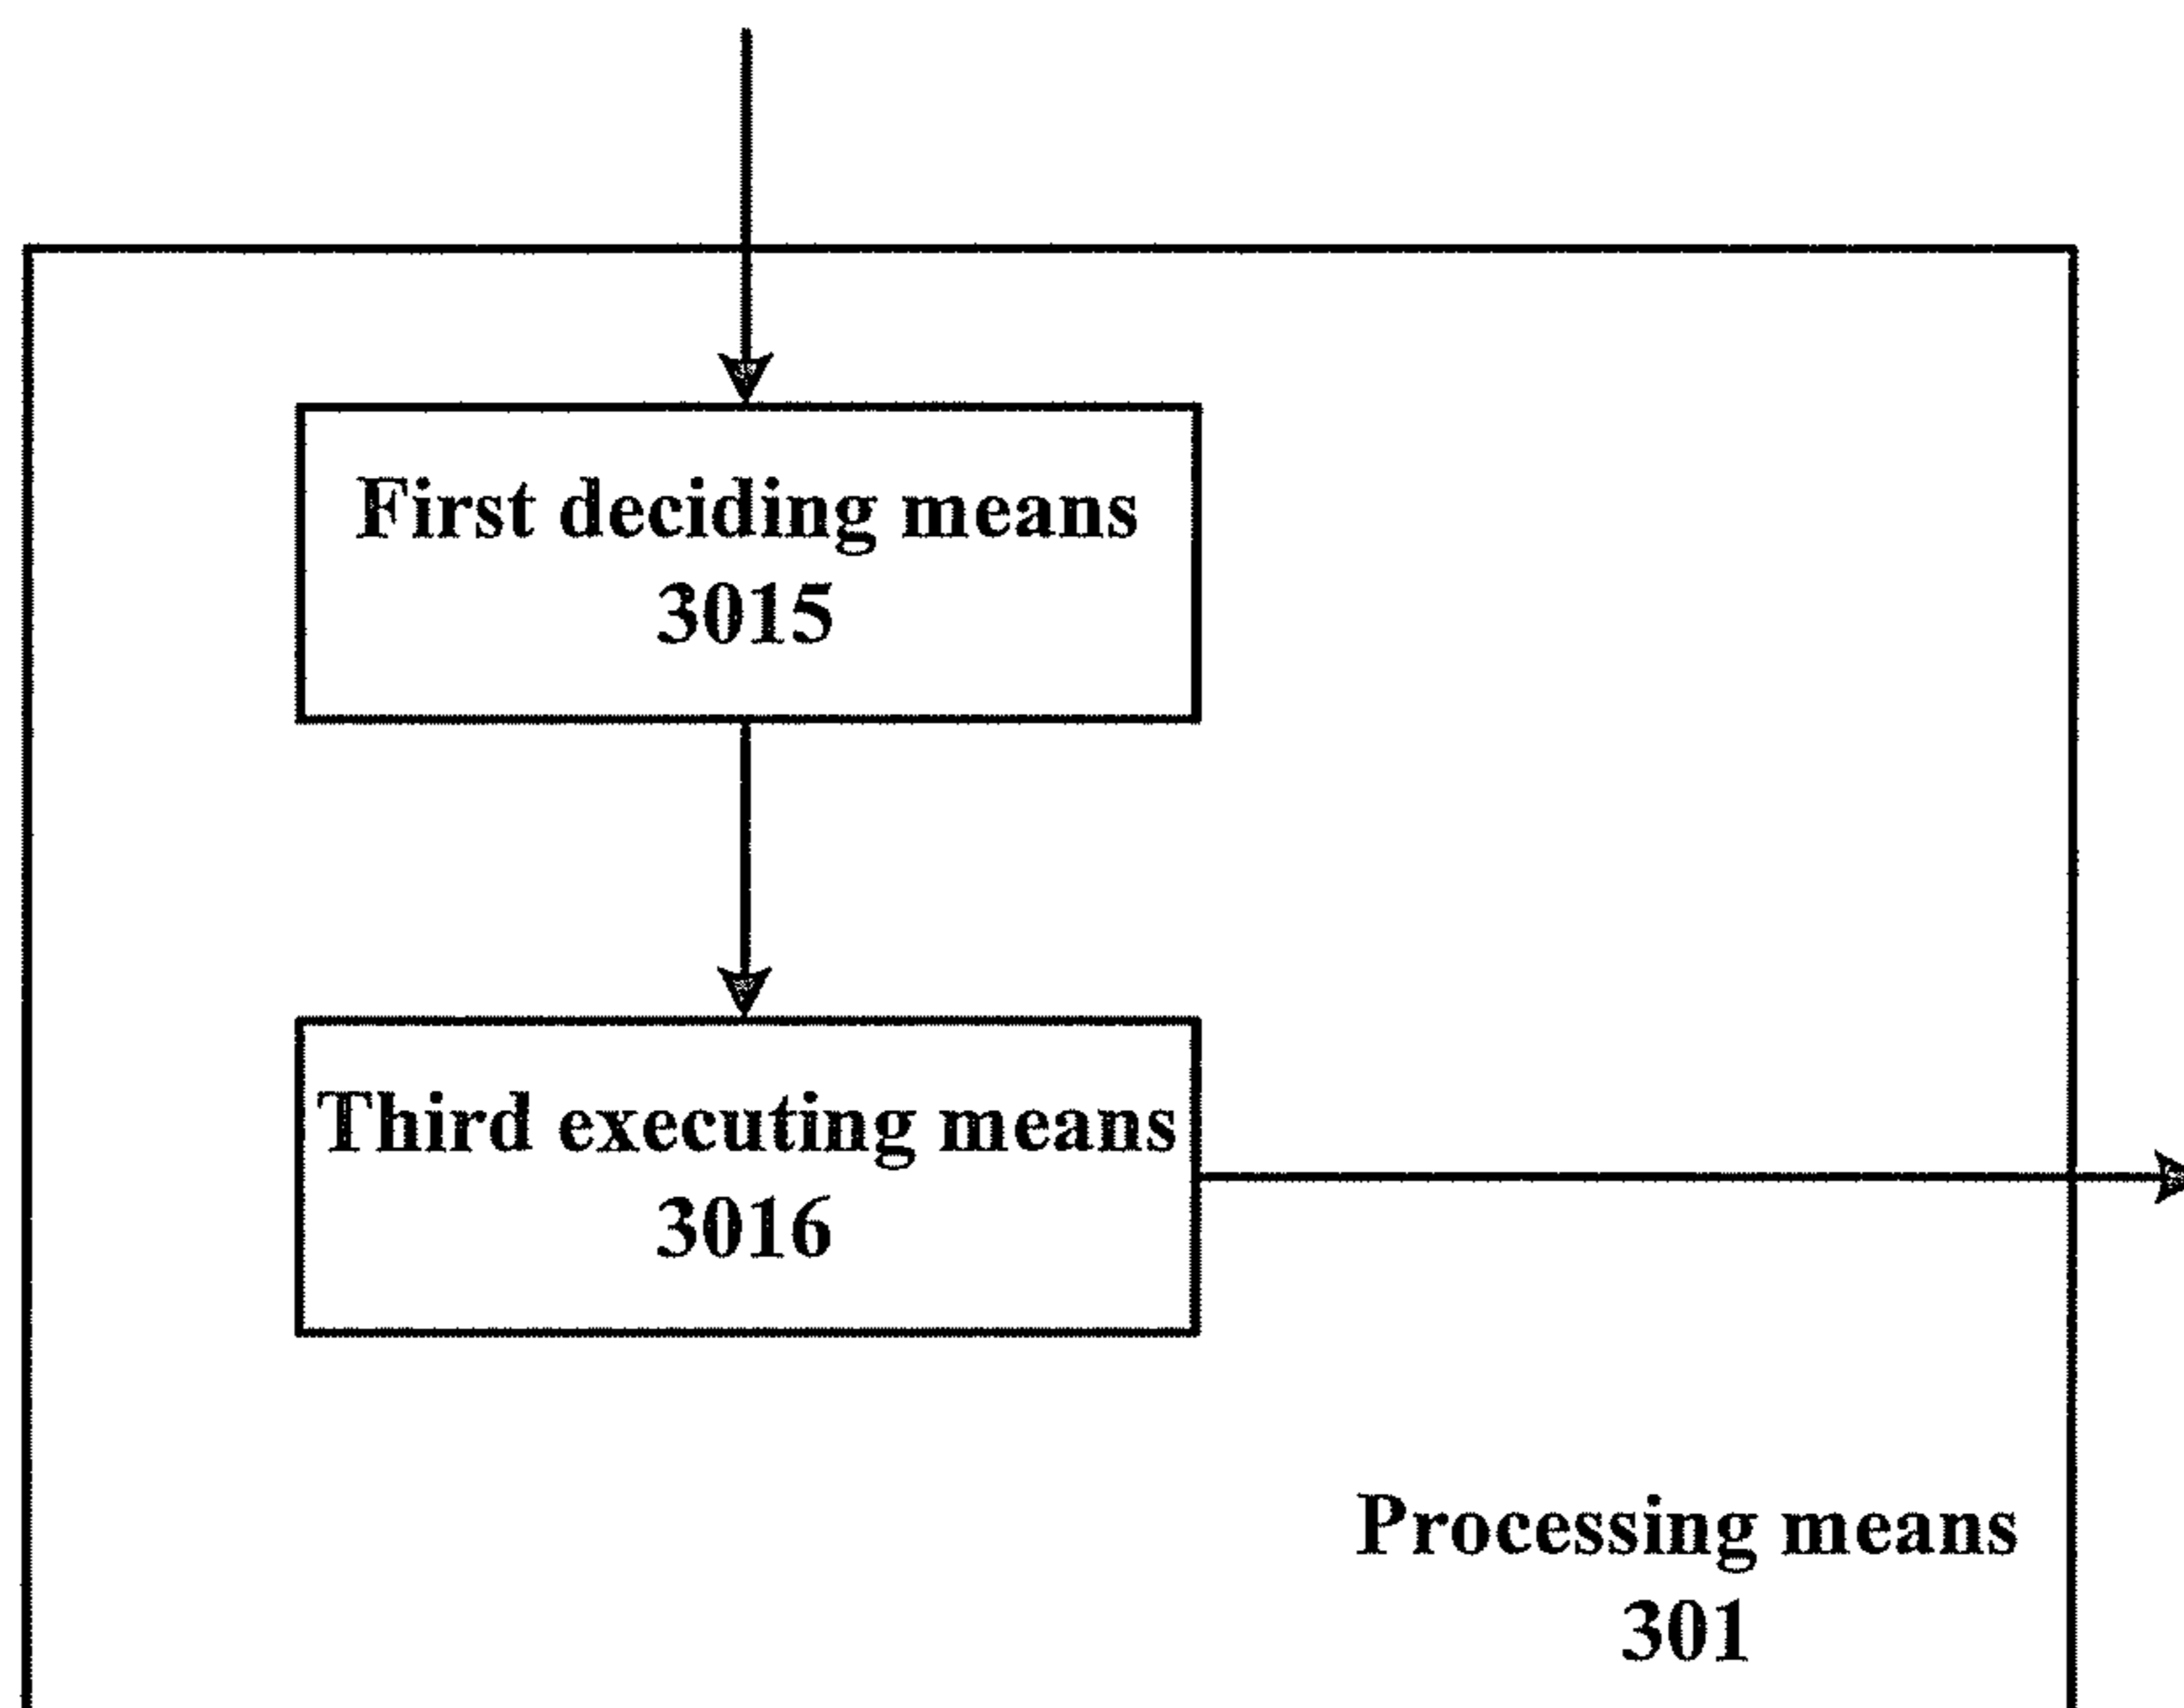 First deciding means
3015
Third executing means
3016
Processing means
301